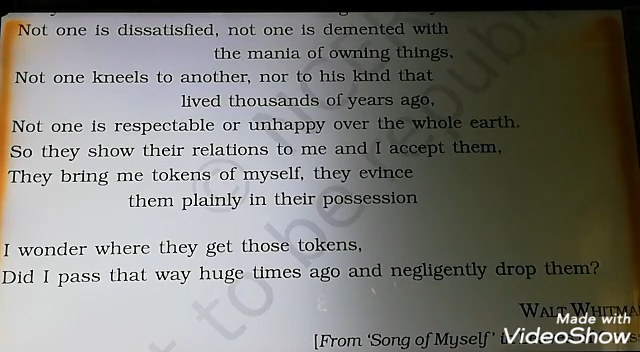 Not one is dissatisfied, not one is demented with
the mania of owning things,
Not one kneels to another, nor to his kind that
lived thousands of years ago,
Not one is respectable or unhappy over the whole earth.
So they show their relations to me and I accept them,
They bring me tokens of myself, they evince
them plainly in their possession
I wonder where they get those tokens,
Did I pass that way huge times ago and negligently drop them?
WALT WHITMA
[From 'Song of Myself'
Made with
VideoShow